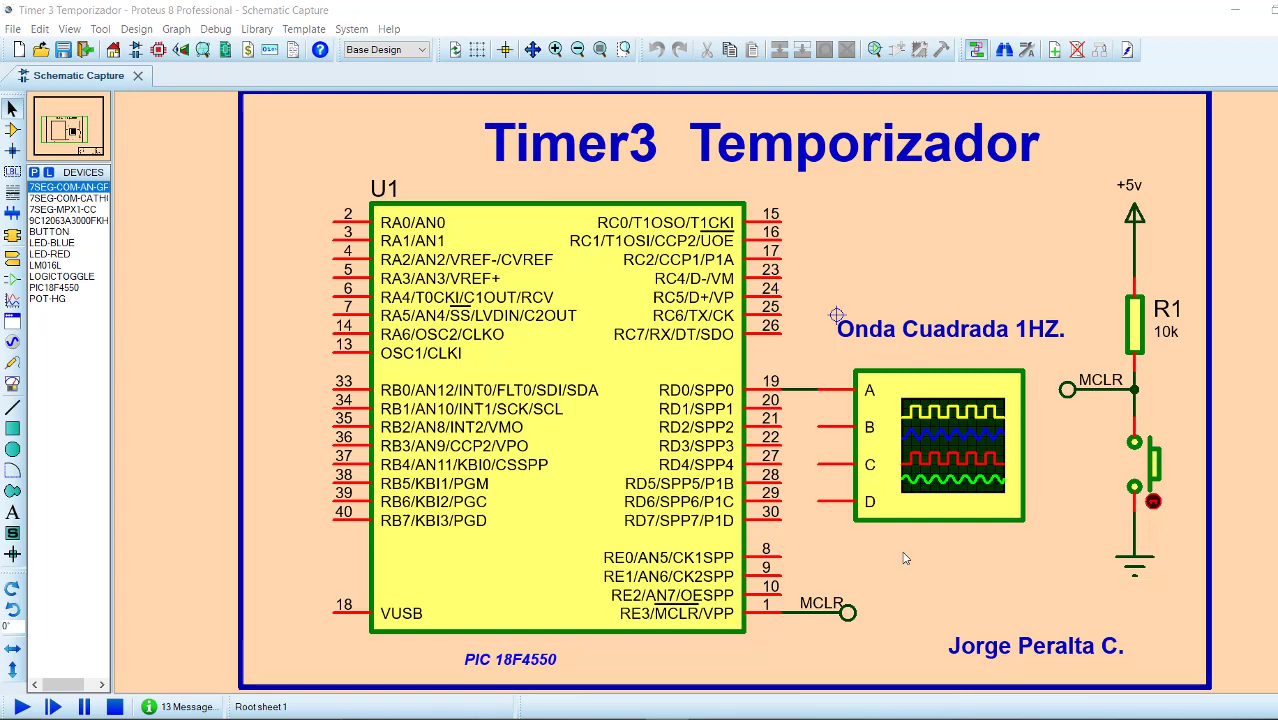 Timer 3 Temporizador - Proteus 8 Professional - Schematic Capture
File Edit View Tool Design Graph Debug Library Template System Help
Base Design
Schematic Capture
Timer3 Temporizador
P L DEVICES
7SEG-COM-AN-GF
7SEG-COM-CATH
7SEG-MPX1-CC
9C12063A3000FKH
BUTTON
LED-BLUE
LED-RED
LM016L
LOGICTOGGLE
PIC18F4550
POT-HG
U1
2 RA0/AN0
3 RA1/AN1
4 RA2/AN2/VREF-/CVREF
5 RA3/AN3/VREF+
6 RA4/T0CKI/C1OUT/RCV
7 RA5/AN4/SS/LVDIN/C2OUT
14 RA6/OSC2/CLKO
13 OSC1/CLKI
33 RB0/AN12/INT0/FLT0/SDI/SDA
34 RB1/AN10/INT1/SCK/SCL
35 RB2/AN8/INT2/VMO
36 RB3/AN9/CCP2/VPO
37 RB4/AN11/KBI0/CSSPP
38 RB5/KBI1/PGM
39 RB6/KBI2/PGC
40 RB7/KBI3/PGD
18 VUSB
RC0/T1OSO/T1CKI 15
RC1/T1OSI/CCP2/UOE 16
RC2/CCP1/P1A 17
RC4/D-/VM 23
RC5/D+/VP 24
RC6/TX/CK 25
RC7/RX/DT/SDO 26
RD0/SPP0 19
RD1/SPP1 20
RD2/SPP2 21
RD3/SPP3 22
RD4/SPP4 27
RD5/SPP5/P1B 28
RD6/SPP6/P1C 29
RD7/SPP7/P1D 30
RE0/AN5/CK1SPP 8
RE1/AN6/CK2SPP 9
RE2/AN7/OESPP 10
RE3/MCLR/VPP 1
MCLR
PIC 18F4550
Onda Cuadrada 1HZ.
A
B
C
D
+5v
R1
10k
MCLR
Jorge Peralta C.
0°
13 Message...
Root sheet 1